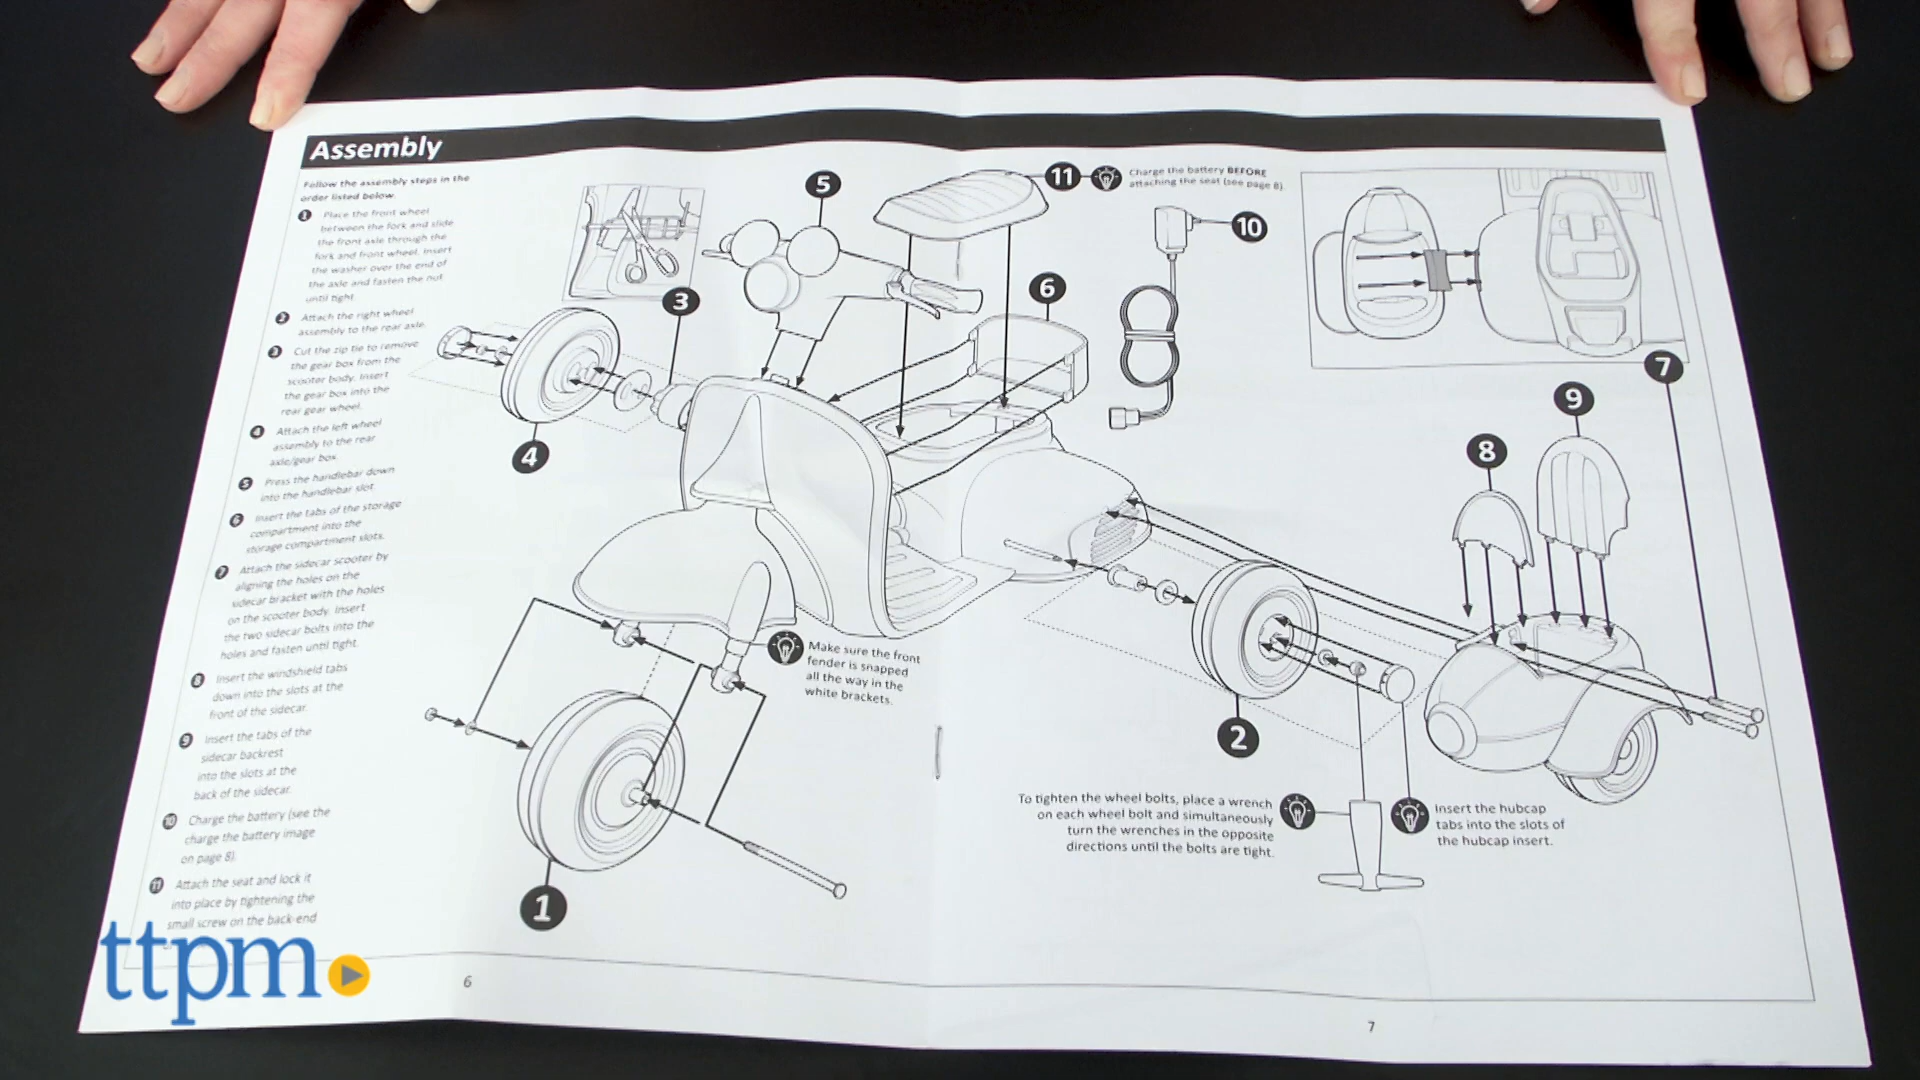 Assembly
Follow the assembly steps in the
order listed below.
1 Place the front wheel
between the fork and slide
the front axle through the
fork and front wheel. Insert
the washer over the end of
the axle and fasten the nut
until tight.
2 Attach the right wheel
assembly to the rear axle.
3 Cut the zip tie to remove
the gear box from the
scooter body. Insert
the gear box into the
rear gear wheel.
4 Attach the left wheel
assembly to the rear
axle/gear box.
5 Press the handlebar down
into the handlebar slot.
6 Insert the tabs of the storage
compartment into the
storage compartment slots.
7 Attach the sidecar scooter by
aligning the holes on the
sidecar bracket with the holes
on the scooter body. Insert
the two sidecar bolts into the
holes and fasten until tight.
8 Insert the windshield tabs
down into the slots at the
front of the sidecar.
9 Insert the tabs of the
sidecar backrest
into the slots at the
back of the sidecar.
10 Charge the battery (see the
charge the battery image
on page 8).
11 Attach the seat and lock it
into place by tightening the
small screw on the back end
5
11
Charge the battery BEFORE
attaching the seat (see page 8).
10
3
6
7
9
4
8
Make sure the front
fender is snapped
all the way in the
white brackets.
2
To tighten the wheel bolts, place a wrench
on each wheel bolt and simultaneously
turn the wrenches in the opposite
directions until the bolts are tight.
Insert the hubcap
tabs into the slots of
the hubcap insert.
1
ttpm
6
7